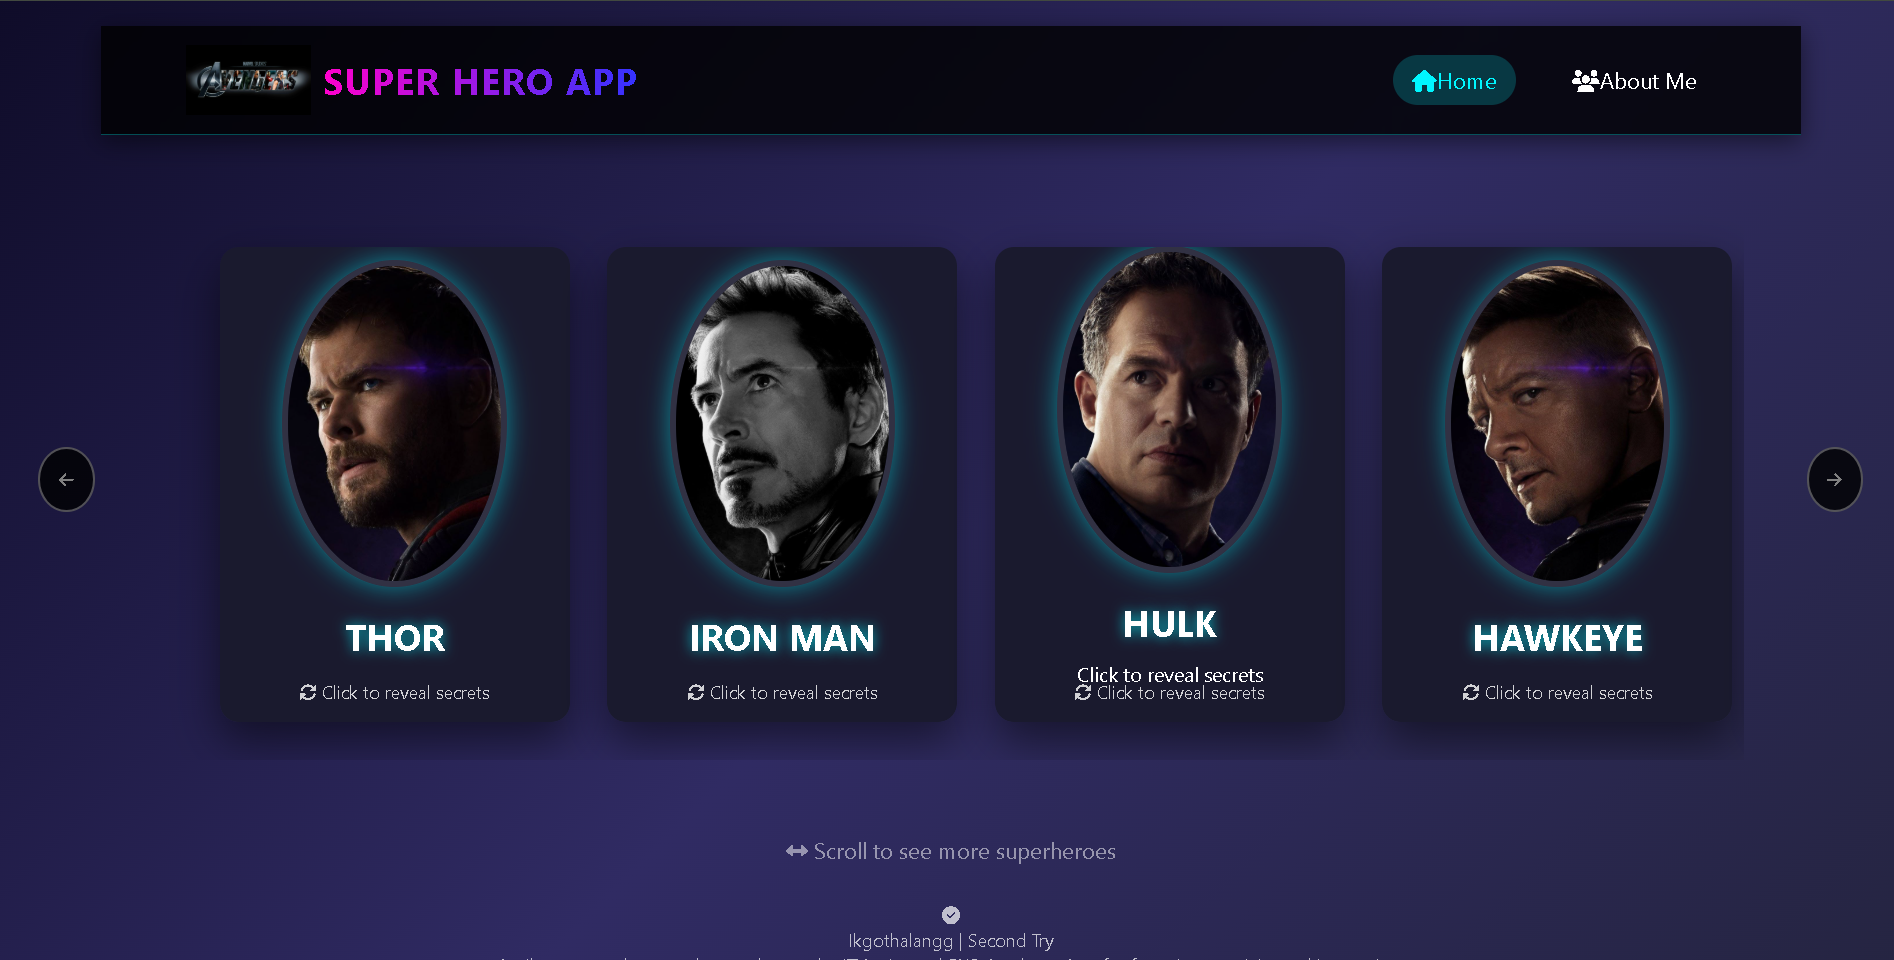 AVENGERS
SUPER HERO APP
Home
About Me
THOR
Click to reveal secrets
IRON MAN
Click to reveal secrets
HULK
Click to reveal secrets
Click to reveal secrets
HAWKEYE
Click to reveal secrets
Scroll to see more superheroes
Ikgothalangg | Second Try